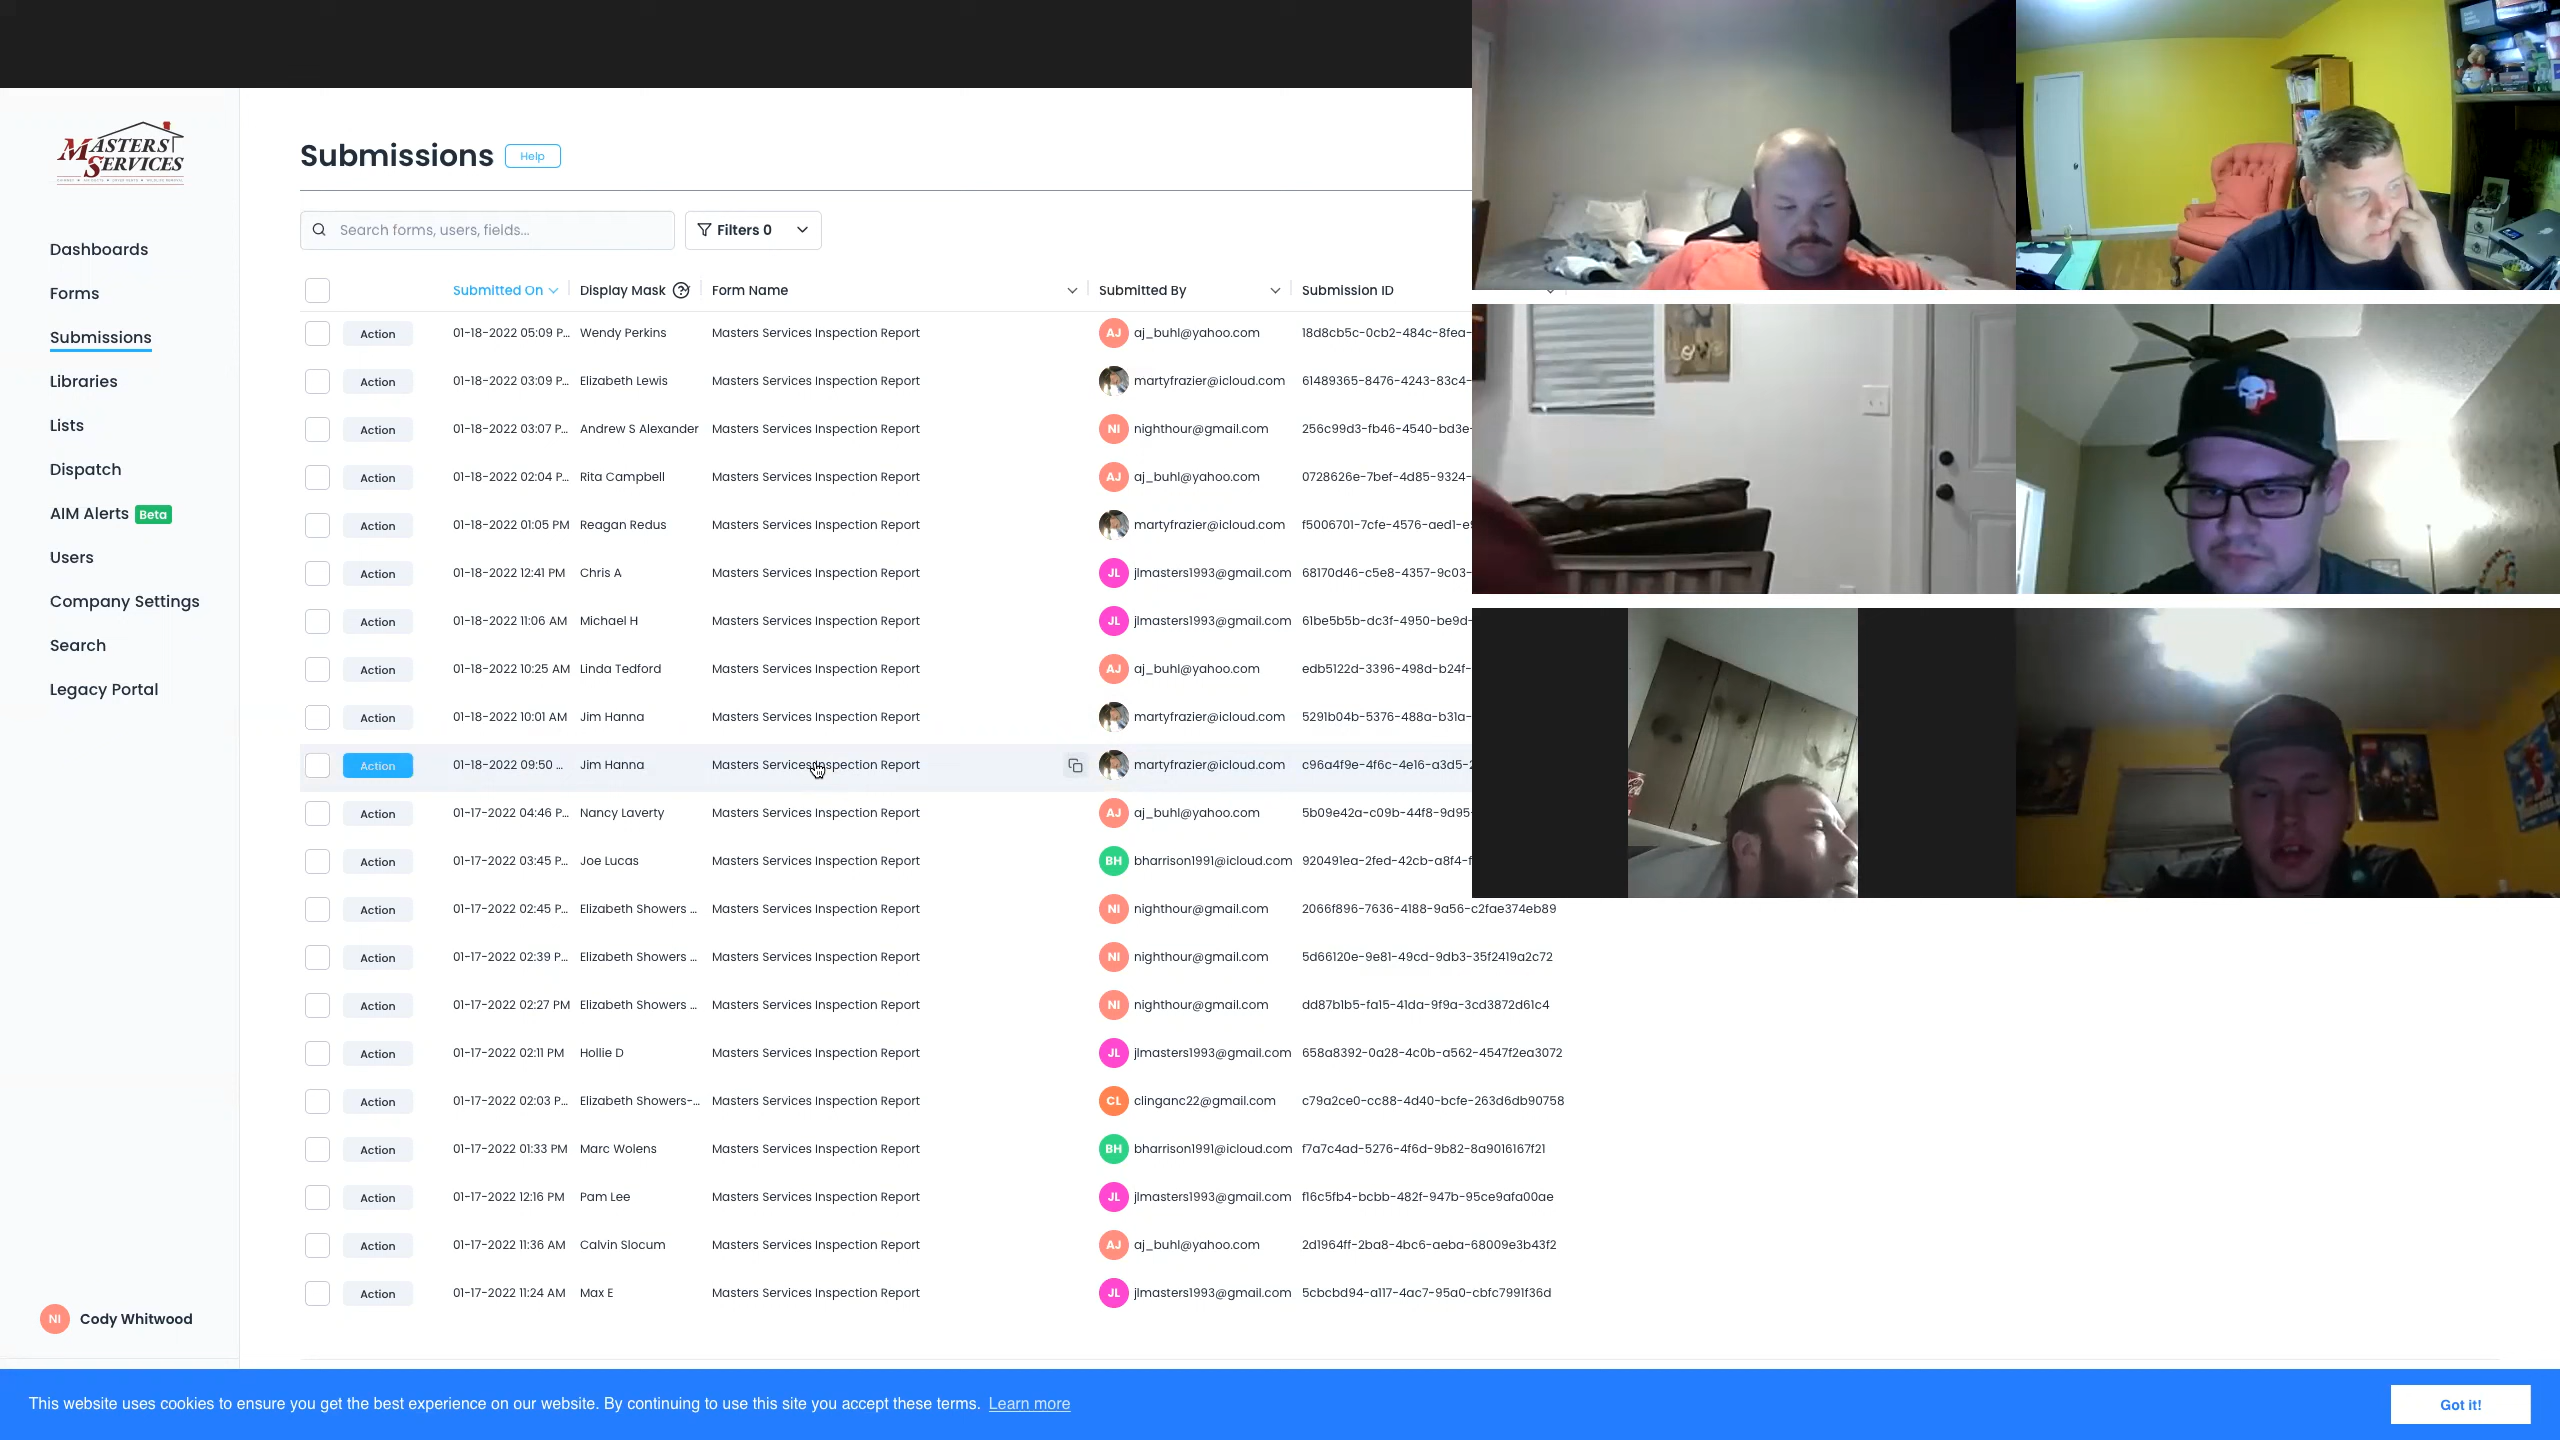 MASTERS
SERVICES
Dashboards
Forms
Submissions
Libraries
Lists
Dispatch
AIM Alerts Beta
Users
Company Settings
Search
Legacy Portal
NI Cody Whitwood
Submissions Help
Search forms, users, fields...
Filters 0
Submitted On Display Mask ? Form Name Submitted By Submission ID
Action 01-18-2022 05:09 P... Wendy Perkins Masters Services Inspection Report AJ aj_buhl@yahoo.com 18d8cb5c-0cb2-484c-8fea-
Action 01-18-2022 03:09 P... Elizabeth Lewis Masters Services Inspection Report martyfrazier@icloud.com 61489365-8476-4243-83c4-
Action 01-18-2022 03:07 P... Andrew S Alexander Masters Services Inspection Report NI nighthour@gmail.com 256c99d3-fb46-4540-bd3e-
Action 01-18-2022 02:04 P... Rita Campbell Masters Services Inspection Report AJ aj_buhl@yahoo.com 0728626e-7bef-4d85-9324-
Action 01-18-2022 01:05 PM Reagan Redus Masters Services Inspection Report martyfrazier@icloud.com f5006701-7cfe-4576-aed1-e
Action 01-18-2022 12:41 PM Chris A Masters Services Inspection Report JL jlmasters1993@gmail.com 68170d46-c5e8-4357-9c03-
Action 01-18-2022 11:06 AM Michael H Masters Services Inspection Report JL jlmasters1993@gmail.com 61be5b5b-dc3f-4950-be9d-
Action 01-18-2022 10:25 AM Linda Tedford Masters Services Inspection Report AJ aj_buhl@yahoo.com edb5122d-3396-498d-b24f-
Action 01-18-2022 10:01 AM Jim Hanna Masters Services Inspection Report martyfrazier@icloud.com 5291b04b-5376-488a-b31a-
Action 01-18-2022 09:50 ... Jim Hanna Masters Services Inspection Report martyfrazier@icloud.com c96a4f9e-4f6c-4e16-a3d5-2
Action 01-17-2022 04:46 P... Nancy Laverty Masters Services Inspection Report AJ aj_buhl@yahoo.com 5b09e42a-c09b-44f8-9d95-
Action 01-17-2022 03:45 P... Joe Lucas Masters Services Inspection Report BH bharrison1991@icloud.com 920491ea-2fed-42cb-a8f4-f
Action 01-17-2022 02:45 P... Elizabeth Showers ... Masters Services Inspection Report NI nighthour@gmail.com 2066f896-7636-4188-9a56-c2fae374eb89
Action 01-17-2022 02:39 P... Elizabeth Showers ... Masters Services Inspection Report NI nighthour@gmail.com 5d66120e-9e81-49cd-9db3-35f2419a2c72
Action 01-17-2022 02:27 PM Elizabeth Showers ... Masters Services Inspection Report NI nighthour@gmail.com dd87b1b5-fa15-41da-9f9a-3cd3872d61c4
Action 01-17-2022 02:11 PM Hollie D Masters Services Inspection Report JL jlmasters1993@gmail.com 658a8392-0a28-4c0b-a562-4547f2ea3072
Action 01-17-2022 02:03 P... Elizabeth Showers-... Masters Services Inspection Report CL clinganc22@gmail.com c79a2ce0-cc88-4d40-bcfe-263d6db90758
Action 01-17-2022 01:33 PM Marc Wolens Masters Services Inspection Report BH bharrison1991@icloud.com f7a7c4ad-5276-4f6d-9b82-8a9016167f21
Action 01-17-2022 12:16 PM Pam Lee Masters Services Inspection Report JL jlmasters1993@gmail.com f16c5fb4-bcbb-482f-947b-95ce9afa00ae
Action 01-17-2022 11:36 AM Calvin Slocum Masters Services Inspection Report AJ aj_buhl@yahoo.com 2d1964ff-2ba8-4bc6-aeba-68009e3b43f2
Action 01-17-2022 11:24 AM Max E Masters Services Inspection Report JL jlmasters1993@gmail.com 5cbcbd94-a117-4ac7-95a0-cbfc7991f36d
This website uses cookies to ensure you get the best experience on our website. By continuing to use this site you accept these terms. Learn more
Got it!